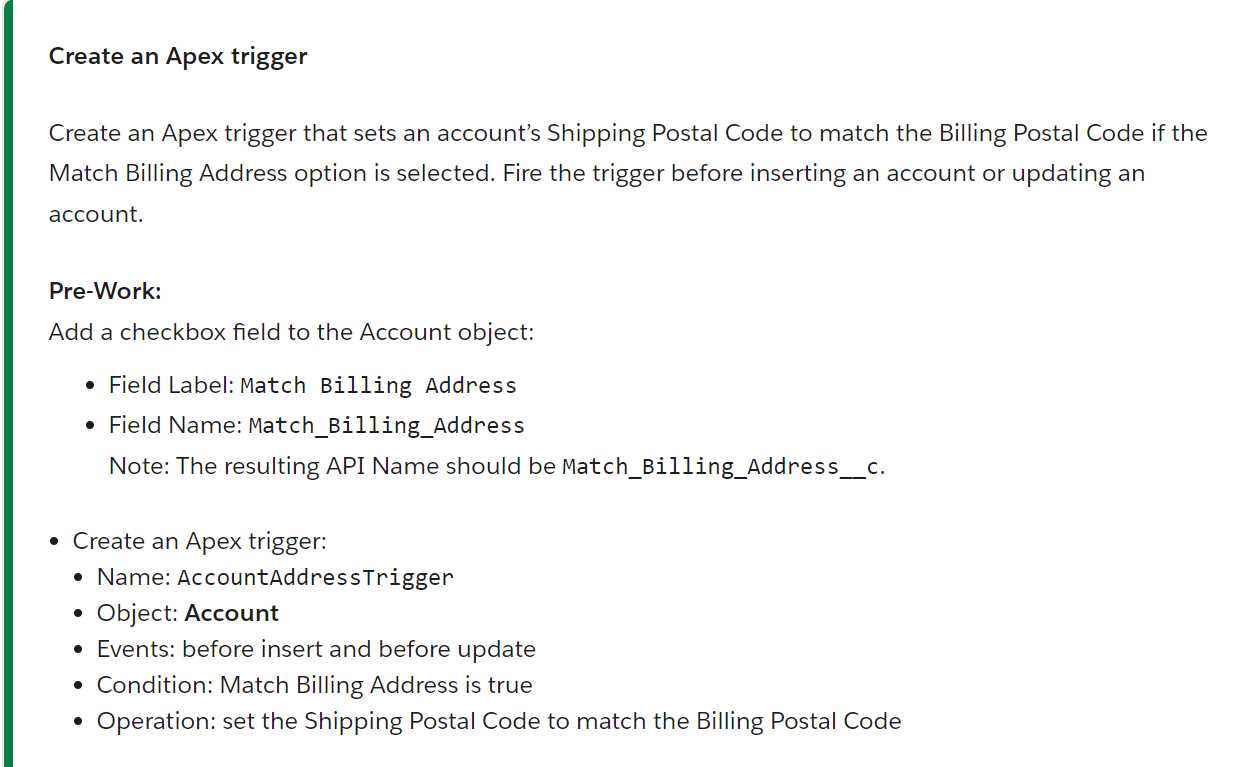 Create an Apex trigger
Create an Apex trigger that sets an account’s Shipping Postal Code to match the Billing Postal Code if the
Match Billing Address option is selected. Fire the trigger before inserting an account or updating an
account.
Pre-Work:
Add a checkbox field to the Account object:
• Field Label: Match Billing Address
• Field Name: Match_Billing_Address
Note: The resulting API Name should be Match_Billing_Address__c.
• Create an Apex trigger:
• Name: AccountAddressTrigger
• Object: Account
• Events: before insert and before update
• Condition: Match Billing Address is true
• Operation: set the Shipping Postal Code to match the Billing Postal Code